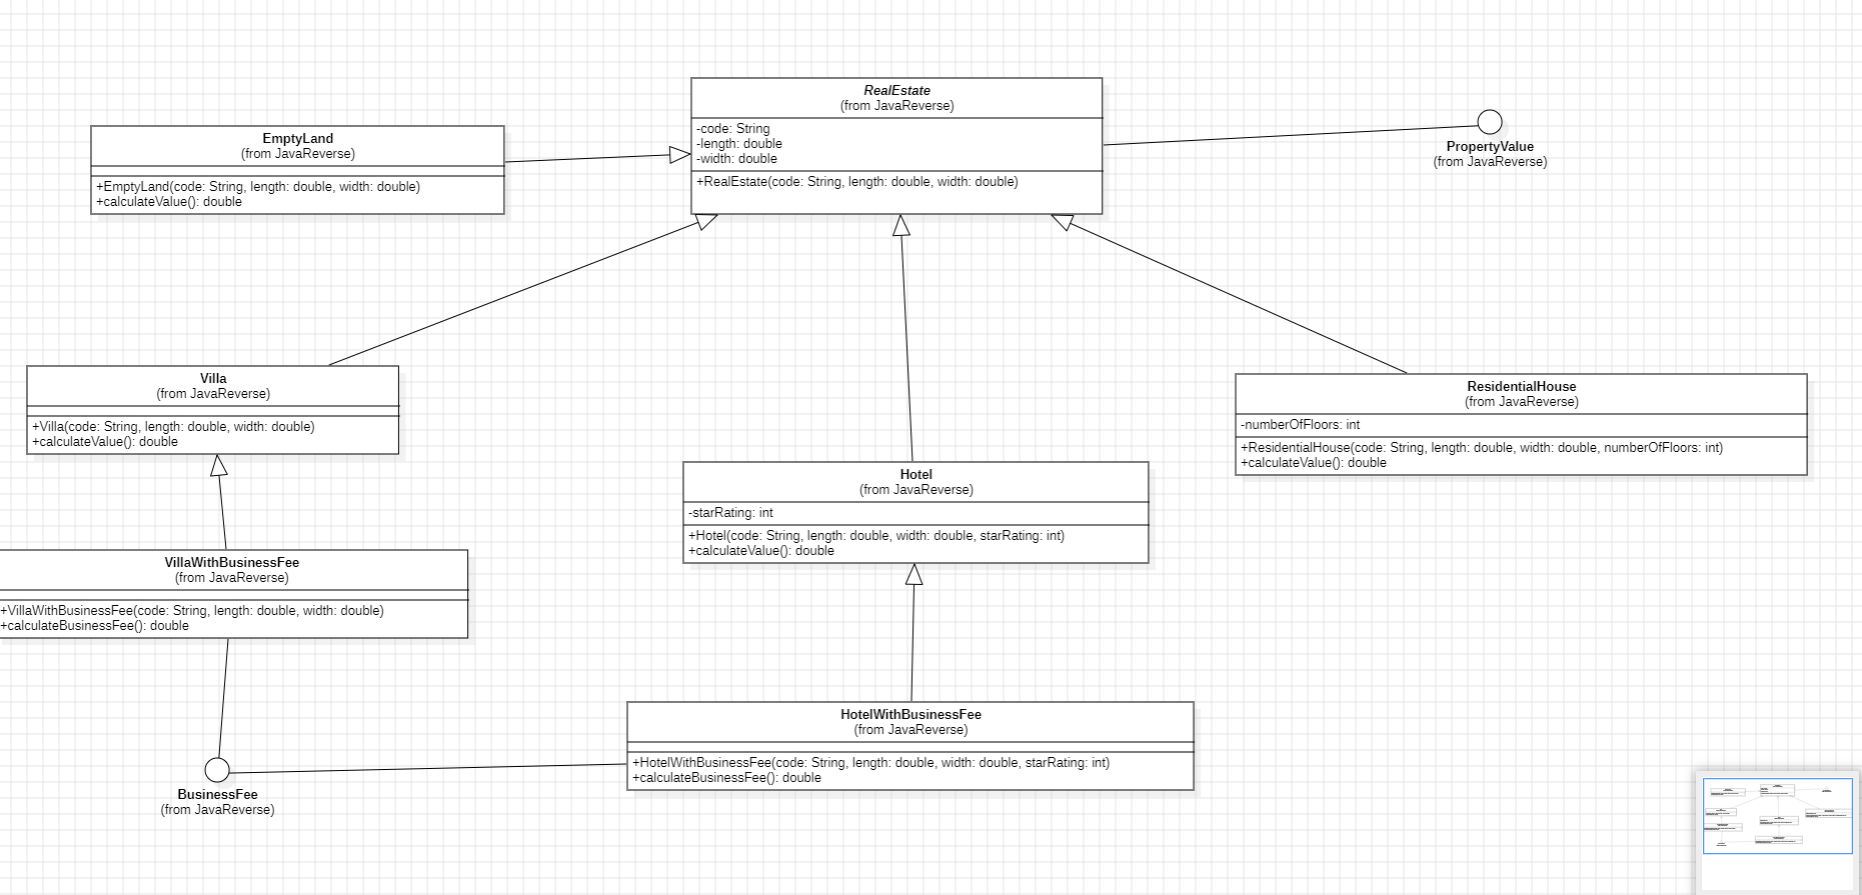 RealEstate
(from JavaReverse)
-code: String
-length: double
-width: double
+RealEstate(code: String, length: double, width: double)
PropertyValue
(from JavaReverse)
EmptyLand
(from JavaReverse)
+EmptyLand(code: String, length: double, width: double)
+calculateValue(): double
Villa
(from JavaReverse)
+Villa(code: String, length: double, width: double)
+calculateValue(): double
ResidentialHouse
(from JavaReverse)
-numberOfFloors: int
+ResidentialHouse(code: String, length: double, width: double, numberOfFloors: int)
+calculateValue(): double
Hotel
(from JavaReverse)
-starRating: int
+Hotel(code: String, length: double, width: double, starRating: int)
+calculateValue(): double
VillaWithBusinessFee
(from JavaReverse)
+VillaWithBusinessFee(code: String, length: double, width: double)
+calculateBusinessFee(): double
HotelWithBusinessFee
(from JavaReverse)
+HotelWithBusinessFee(code: String, length: double, width: double, starRating: int)
+calculateBusinessFee(): double
BusinessFee
(from JavaReverse)